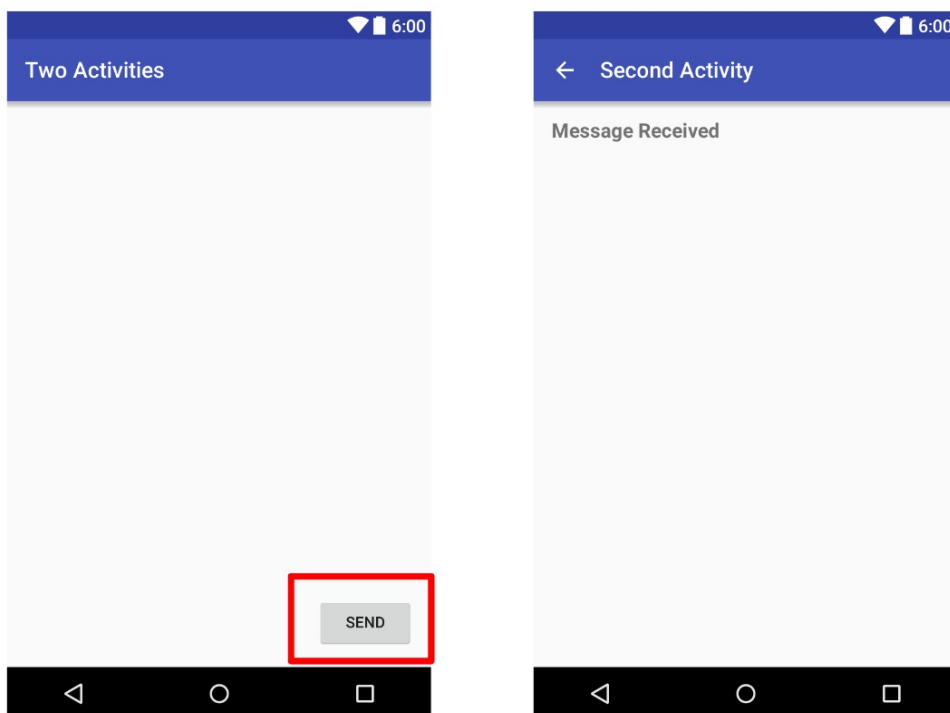 6:00
Two Activities
SEND
6:00
Second Activity
Message Received